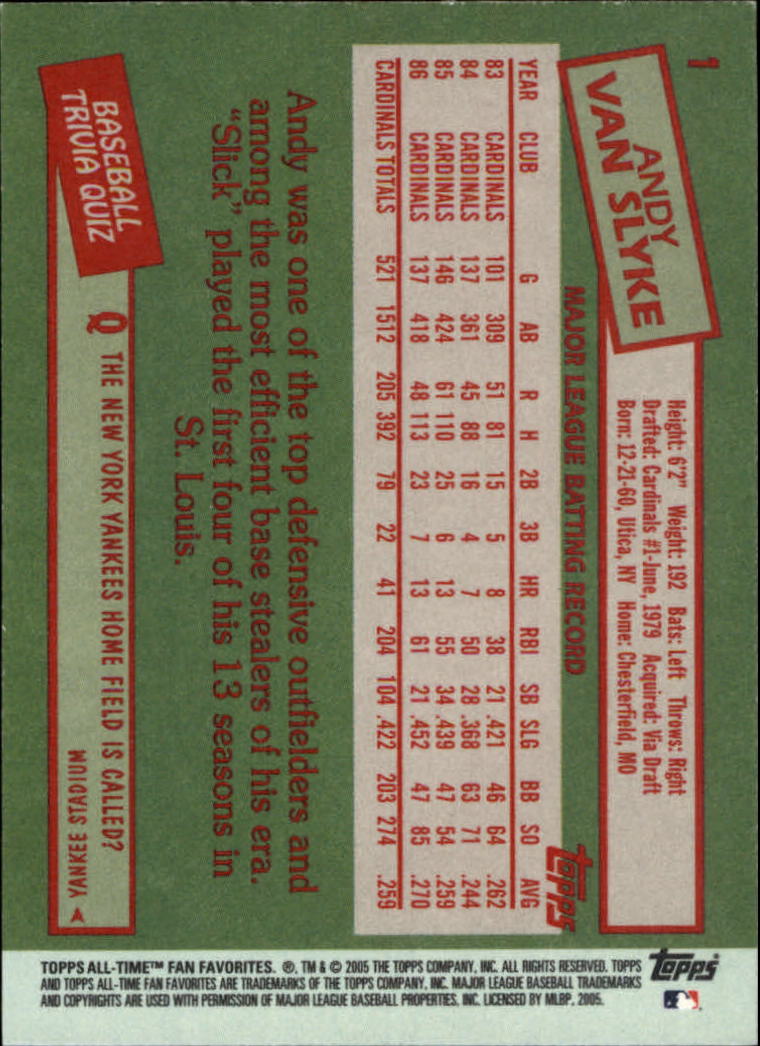 1
ANDY
VAN SLYKE
Height: 6'2" Weight: 192 Bats: Left Throws: Right
Drafted: Cardinals #1-June, 1979 Acquired: Via Draft
Born: 12-21-60, Utica, NY Home: Chesterfield, MO
MAJOR LEAGUE BATTING RECORD
topps
YEAR CLUB G AB R H 2B 3B HR RBI SB SLG BB SO AVG
83 CARDINALS 101 309 51 81 15 5 8 38 21 .421 46 64 .262
84 CARDINALS 137 361 45 88 16 4 7 50 28 .368 63 71 .244
85 CARDINALS 146 424 61 110 25 6 13 55 34 .439 47 54 .259
86 CARDINALS 137 418 48 113 23 7 13 61 21 .452 47 85 .270
CARDINALS TOTALS 521 1512 205 392 79 22 41 204 104 .422 203 274 .259
Andy was one of the top defensive outfielders and
among the most efficient base stealers of his era.
"Slick" played the first four of his 13 seasons in
St. Louis.
BASEBALL
TRIVIA QUIZ
Q THE NEW YORK YANKEES HOME FIELD IS CALLED?
YANKEE STADIUM A
TOPPS ALL-TIME™ FAN FAVORITES. ®, TM & © 2005 THE TOPPS COMPANY, INC. ALL RIGHTS RESERVED. TOPPS
AND TOPPS ALL-TIME FAN FAVORITES ARE TRADEMARKS OF THE TOPPS COMPANY, INC. MAJOR LEAGUE BASEBALL TRADEMARKS
AND COPYRIGHTS ARE USED WITH PERMISSION OF MAJOR LEAGUE BASEBALL PROPERTIES, INC. LICENSED BY MLBP, 2005.
topps